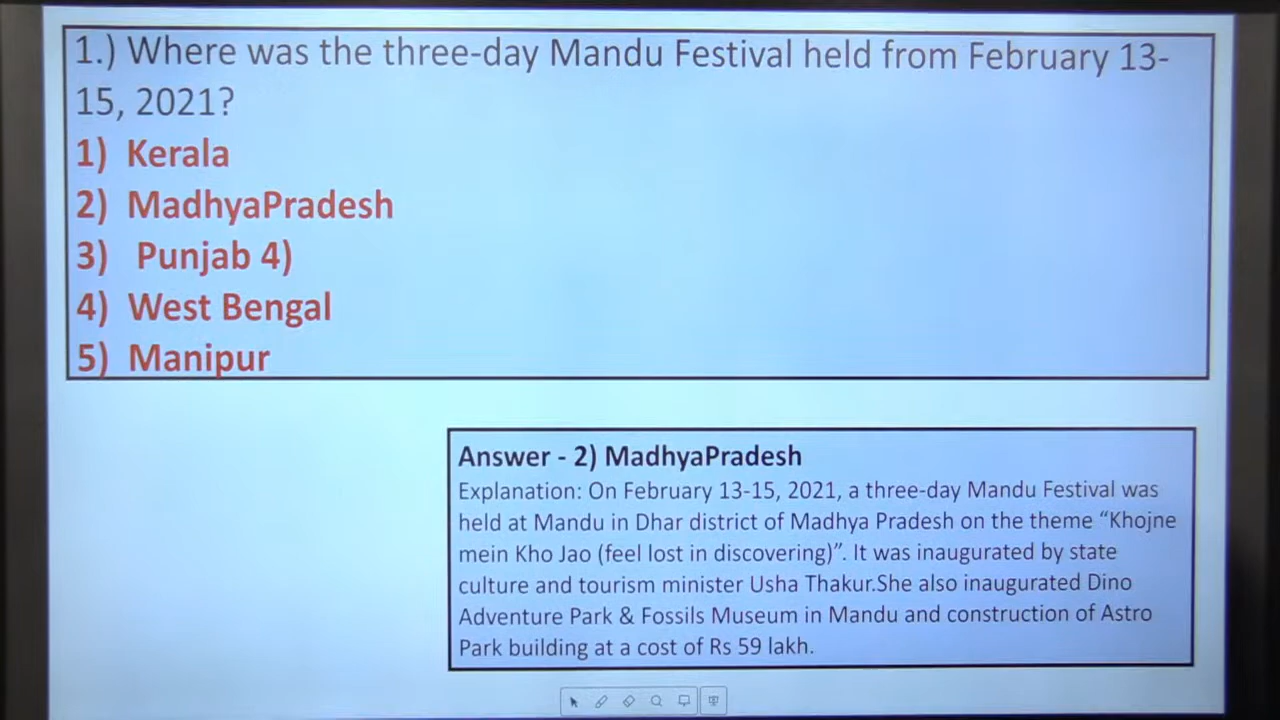 1.) Where was the three-day Mandu Festival held from February 13-
15, 2021?
1) Kerala
2) MadhyaPradesh
3) Punjab 4)
4) West Bengal
5) Manipur
Answer - 2) MadhyaPradesh
Explanation: On February 13-15, 2021, a three-day Mandu Festival was
held at Mandu in Dhar district of Madhya Pradesh on the theme “Khojne
mein Kho Jao (feel lost in discovering)”. It was inaugurated by state
culture and tourism minister Usha Thakur.She also inaugurated Dino
Adventure Park & Fossils Museum in Mandu and construction of Astro
Park building at a cost of Rs 59 lakh.